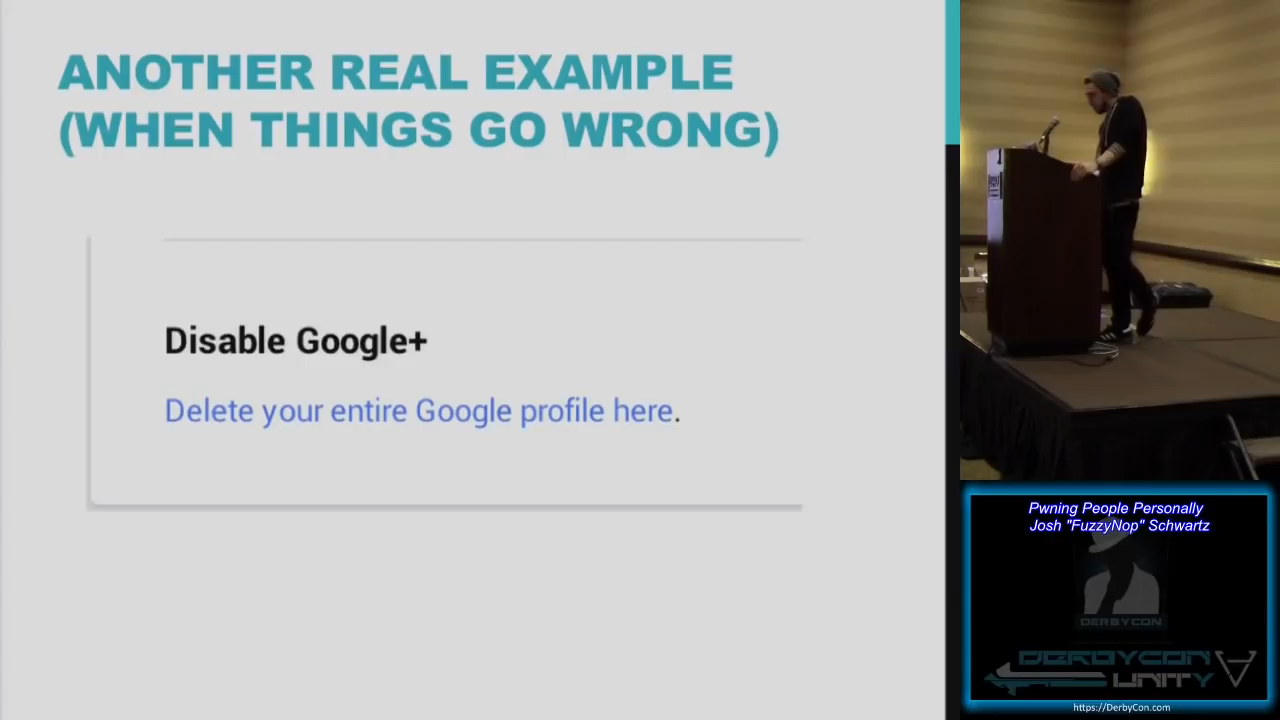 ANOTHER REAL EXAMPLE
(WHEN THINGS GO WRONG)
Disable Google+
Delete your entire Google profile here.
Pwning People Personally
Josh "FuzzyNop" Schwartz
DERBYCON
DERBYCON
UNITY
https://DerbyCon.com